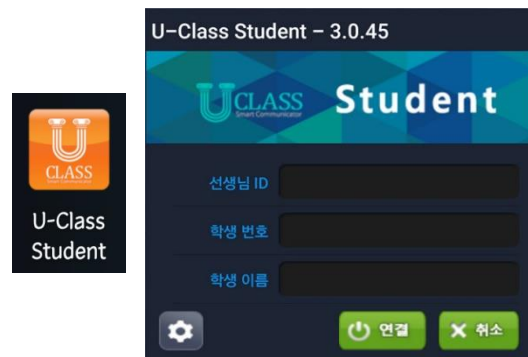 U
CLASS
Smart Communicator
U-Class
Student
U-Class Student – 3.0.45
UCLASS
Smart Communicator
Student
선생님 ID
학생 번호
학생 이름
연결
취소